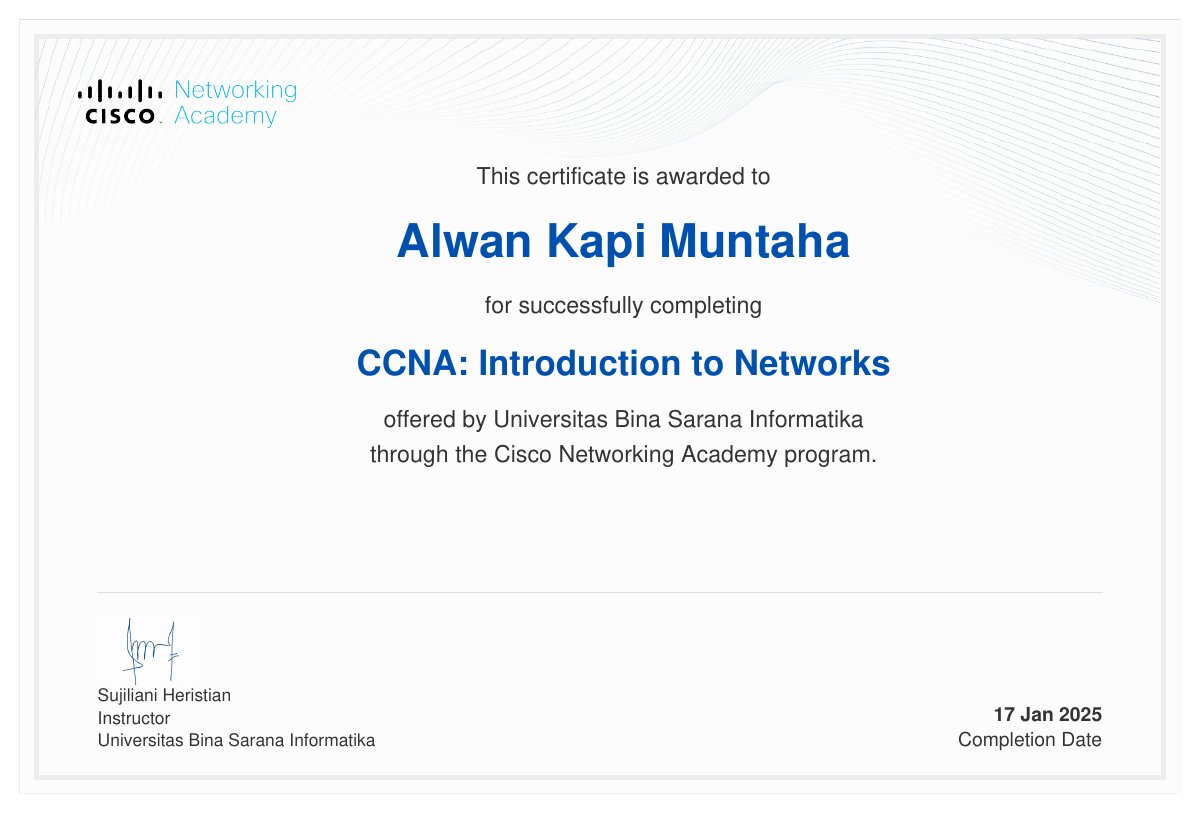 Networking
CISCO Academy
This certificate is awarded to
Alwan Kapi Muntaha
for successfully completing
CCNA: Introduction to Networks
offered by Universitas Bina Sarana Informatika
through the Cisco Networking Academy program.
Sujiliani Heristian
Instructor
Universitas Bina Sarana Informatika
17 Jan 2025
Completion Date